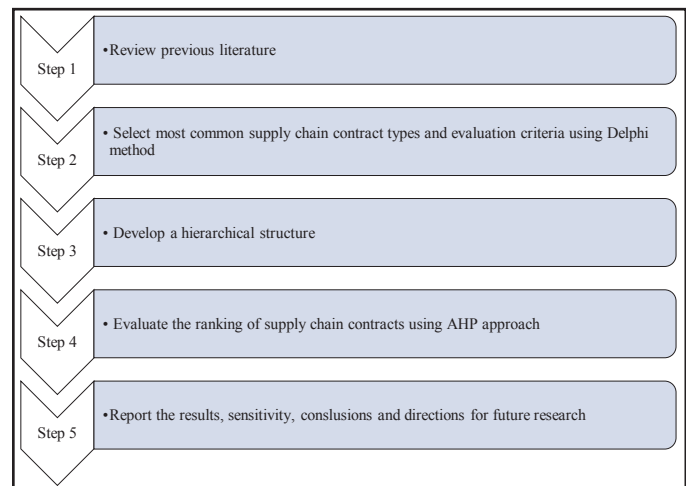 Step 1
•Review previous literature
Step 2
• Select most common supply chain contract types and evaluation criteria using Delphi
method
Step 3
• Develop a hierarchical structure
Step 4
• Evaluate the ranking of supply chain contracts using AHP approach
Step 5
•Report the results, sensitivity, conslusions and directions for future research